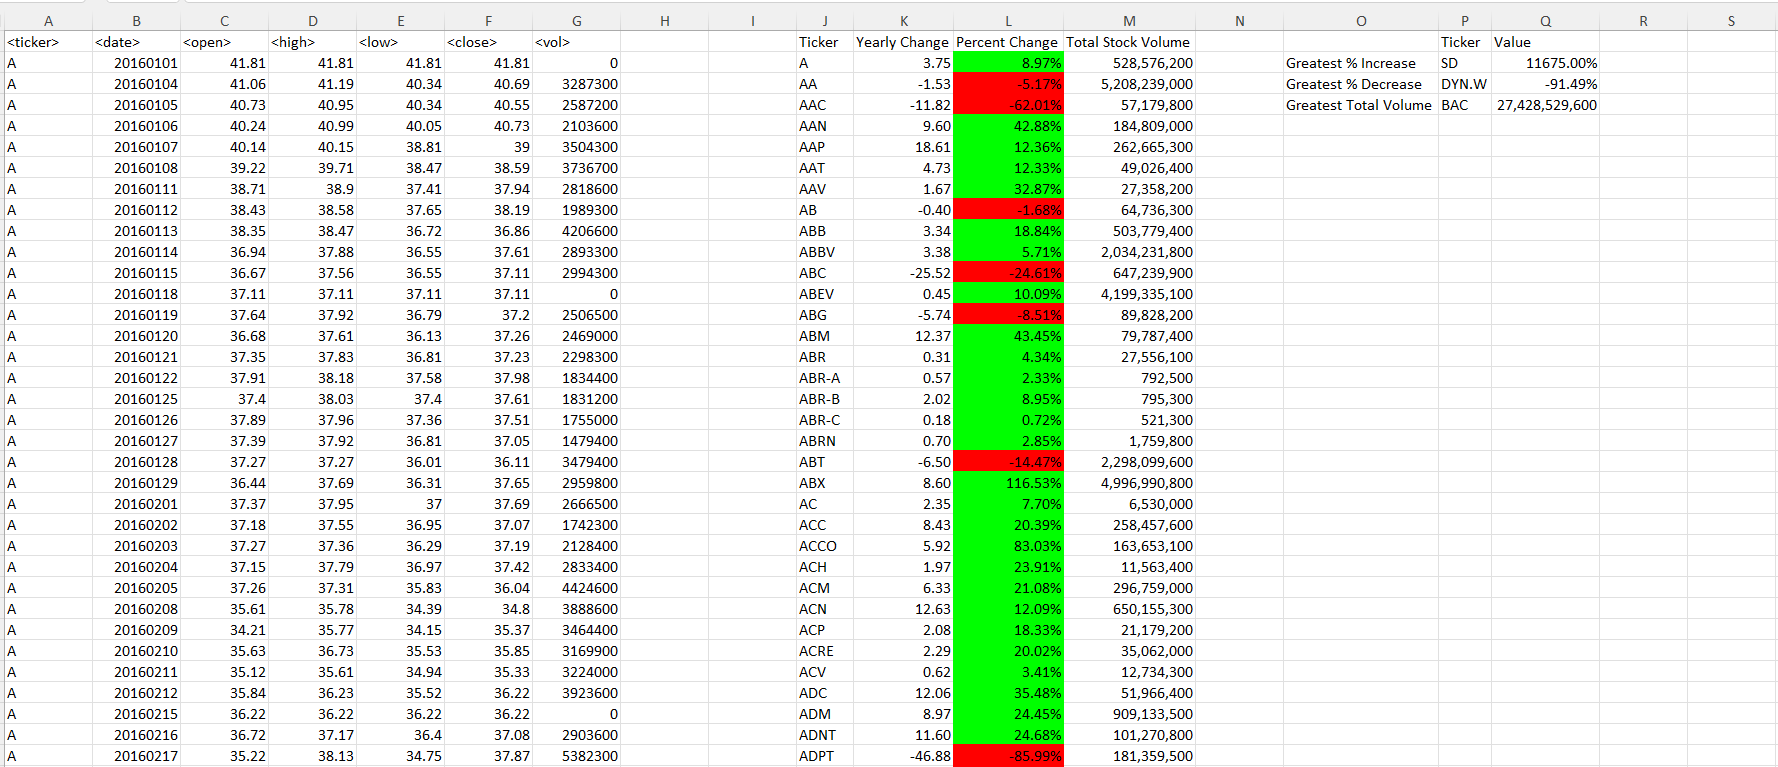 A B C D E F G H I J K L M N O P Q R S
<ticker> <date> <open> <high> <low> <close> <vol> Ticker Yearly Change Percent Change Total Stock Volume Ticker Value
A 20160101 41.81 41.81 41.81 41.81 0 A 3.75 8.97% 528,576,200 Greatest % Increase SD 11675.00%
A 20160104 41.06 41.19 40.34 40.69 3287300 AA -1.53 -5.17% 5,208,239,000 Greatest % Decrease DYN.W -91.49%
A 20160105 40.73 40.95 40.34 40.55 2587200 AAC -11.82 -62.01% 57,179,800 Greatest Total Volume BAC 27,428,529,600
A 20160106 40.24 40.99 40.05 40.73 2103600 AAN 9.60 42.88% 184,809,000
A 20160107 40.14 40.15 38.81 39 3504300 AAP 18.61 12.36% 262,665,300
A 20160108 39.22 39.71 38.47 38.59 3736700 AAT 4.73 12.33% 49,026,400
A 20160111 38.71 38.9 37.41 37.94 2818600 AAV 1.67 32.87% 27,358,200
A 20160112 38.43 38.58 37.65 38.19 1989300 AB -0.40 -1.68% 64,736,300
A 20160113 38.35 38.47 36.72 36.86 4206600 ABB 3.34 18.84% 503,779,400
A 20160114 36.94 37.88 36.55 37.61 2893300 ABBV 3.38 5.71% 2,034,231,800
A 20160115 36.67 37.56 36.55 37.11 2994300 ABC -25.52 -24.61% 647,239,900
A 20160118 37.11 37.11 37.11 37.11 0 ABEV 0.45 10.09% 4,199,335,100
A 20160119 37.64 37.92 36.79 37.2 2506500 ABG -5.74 -8.51% 89,828,200
A 20160120 36.68 37.61 36.13 37.26 2469000 ABM 12.37 43.45% 79,787,400
A 20160121 37.35 37.83 36.81 37.23 2298300 ABR 0.31 4.34% 27,556,100
A 20160122 37.91 38.18 37.58 37.98 1834400 ABR-A 0.57 2.33% 792,500
A 20160125 37.4 38.03 37.4 37.61 1831200 ABR-B 2.02 8.95% 795,300
A 20160126 37.89 37.96 37.36 37.51 1755000 ABR-C 0.18 0.72% 521,300
A 20160127 37.39 37.92 36.81 37.05 1479400 ABRN 0.70 2.85% 1,759,800
A 20160128 37.27 37.27 36.01 36.11 3479400 ABT -6.50 -14.47% 2,298,099,600
A 20160129 36.44 37.69 36.31 37.65 2959800 ABX 8.60 116.53% 4,996,990,800
A 20160201 37.37 37.95 37 37.69 2666500 AC 2.35 7.70% 6,530,000
A 20160202 37.18 37.55 36.95 37.07 1742300 ACC 8.43 20.39% 258,457,600
A 20160203 37.27 37.36 36.29 37.19 2128400 ACCO 5.92 83.03% 163,653,100
A 20160204 37.15 37.79 36.97 37.42 2833400 ACH 1.97 23.91% 11,563,400
A 20160205 37.26 37.31 35.83 36.04 4424600 ACM 6.33 21.08% 296,759,000
A 20160208 35.61 35.78 34.39 34.8 3888600 ACN 12.63 12.09% 650,155,300
A 20160209 34.21 35.77 34.15 35.37 3464400 ACP 2.08 18.33% 21,179,200
A 20160210 35.63 36.73 35.53 35.85 3169900 ACRE 2.29 20.02% 35,062,000
A 20160211 35.12 35.61 34.94 35.33 3224000 ACV 0.62 3.41% 12,734,300
A 20160212 35.84 36.23 35.52 36.22 3923600 ADC 12.06 35.48% 51,966,400
A 20160215 36.22 36.22 36.22 36.22 0 ADM 8.97 24.45% 909,133,500
A 20160216 36.72 37.17 36.4 37.08 2903600 ADNT 11.60 24.68% 101,270,800
A 20160217 35.22 38.13 34.75 37.87 5382300 ADPT -46.88 -85.99% 181,359,500